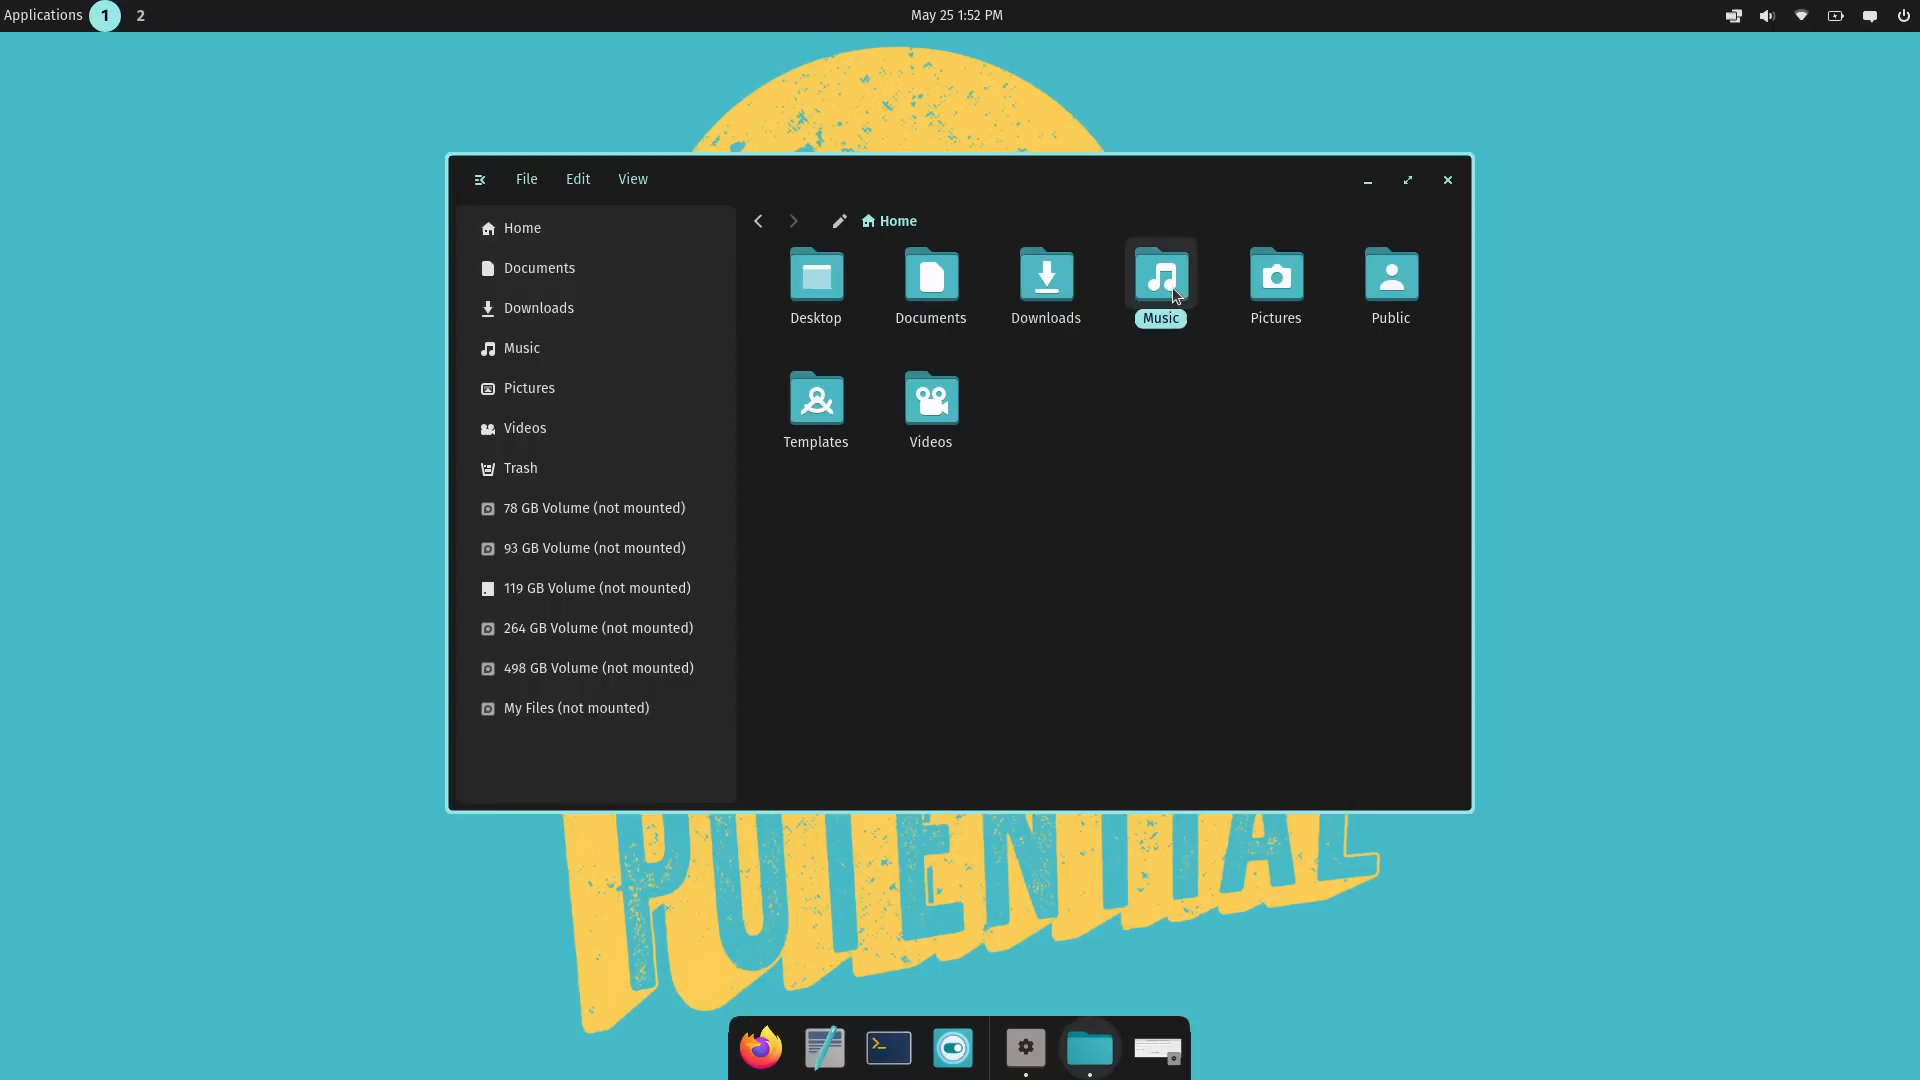 Applications 1 2 May 25 1:52 PM
File Edit View
Home
Documents
Downloads
Music
Pictures
Videos
Trash
78 GB Volume (not mounted)
93 GB Volume (not mounted)
119 GB Volume (not mounted)
264 GB Volume (not mounted)
498 GB Volume (not mounted)
My Files (not mounted)
Home
Desktop Documents Downloads Music Pictures Public
Templates Videos
POTENTIAL